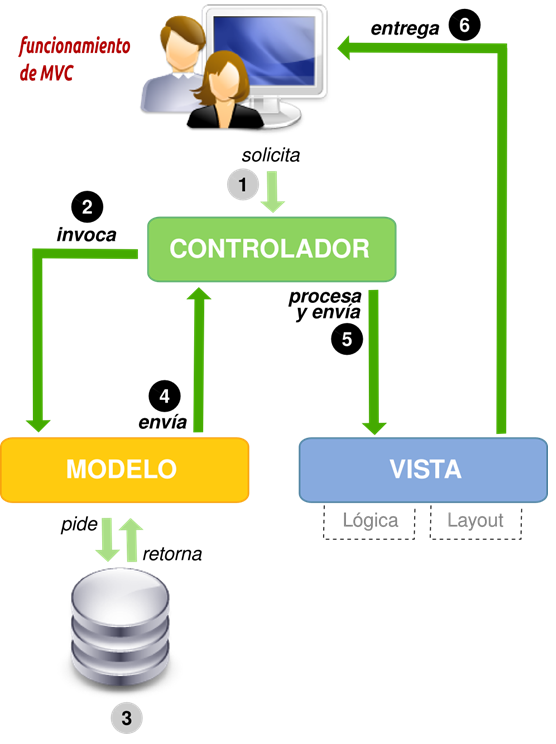 funcionamiento
de MVC
entrega 6
solicita
1
2
invoca
CONTROLADOR
procesa
y envía
5
4
envía
MODELO
VISTA
Lógica
Layout
pide
retorna
3